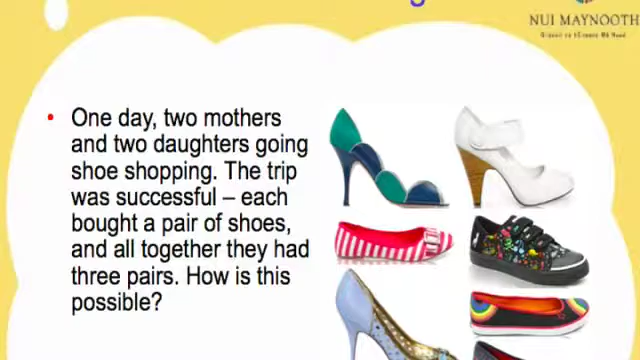 NUI MAYNOOTH
One day, two mothers
and two daughters going
shoe shopping. The trip
was successful – each
bought a pair of shoes,
and all together they had
three pairs. How is this
possible?